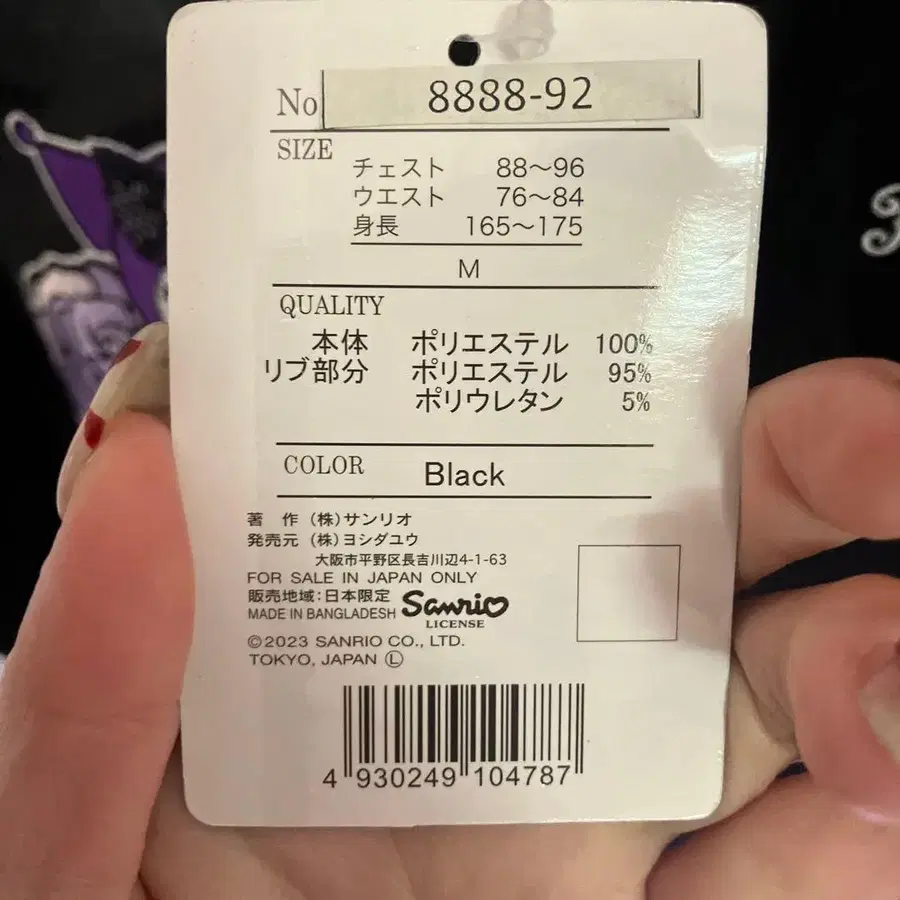 No 8888-92
SIZE
チェスト 88～96
ウエスト 76～84
身長 165～175
M
QUALITY
本体 ポリエステル 100%
リブ部分 ポリエステル 95%
ポリウレタン 5%
COLOR Black
著 作 (株)サンリオ
発売元 (株)ヨシダユウ
大阪市平野区長吉川辺4-1-63
FOR SALE IN JAPAN ONLY
販売地域:日本限定
MADE IN BANGLADESH
Sanrio
LICENSE
©2023 SANRIO CO., LTD.
TOKYO, JAPAN Ⓛ
4 930249 104787